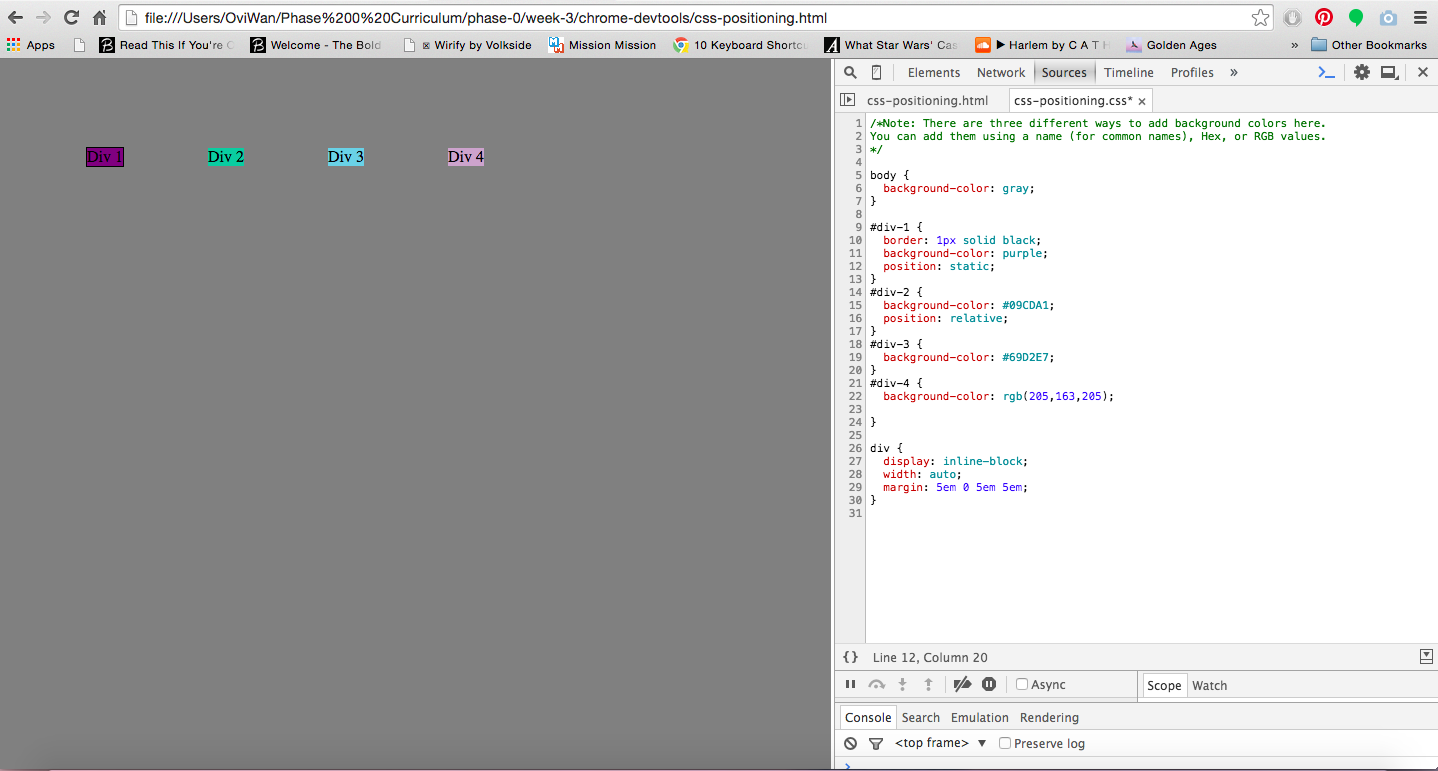 file:///Users/OviWan/Phase%200%20Curriculum/phase-0/week-3/chrome-devtools/css-positioning.html
Apps Read This If You're Welcome - The Bold Wirify by Volkside Mission Mission 10 Keyboard Shortcu What Star Wars' Cas Harlem by C A T H Golden Ages » Other Bookmarks
Elements Network Sources Timeline Profiles »
css-positioning.html css-positioning.css* ×
Div 1 Div 2 Div 3 Div 4
1 /*Note: There are three different ways to add background colors here.
2 You can add them using a name (for common names), Hex, or RGB values.
3 */
4
5 body {
6 background-color: gray;
7 }
8
9 #div-1 {
10 border: 1px solid black;
11 background-color: purple;
12 position: static;
13 }
14 #div-2 {
15 background-color: #09CDA1;
16 position: relative;
17 }
18 #div-3 {
19 background-color: #69D2E7;
20 }
21 #div-4 {
22 background-color: rgb(205,163,205);
23
24 }
25
26 div {
27 display: inline-block;
28 width: auto;
29 margin: 5em 0 5em 5em;
30 }
31
{} Line 12, Column 20
Async Scope Watch
Console Search Emulation Rendering
<top frame> ▼ Preserve log